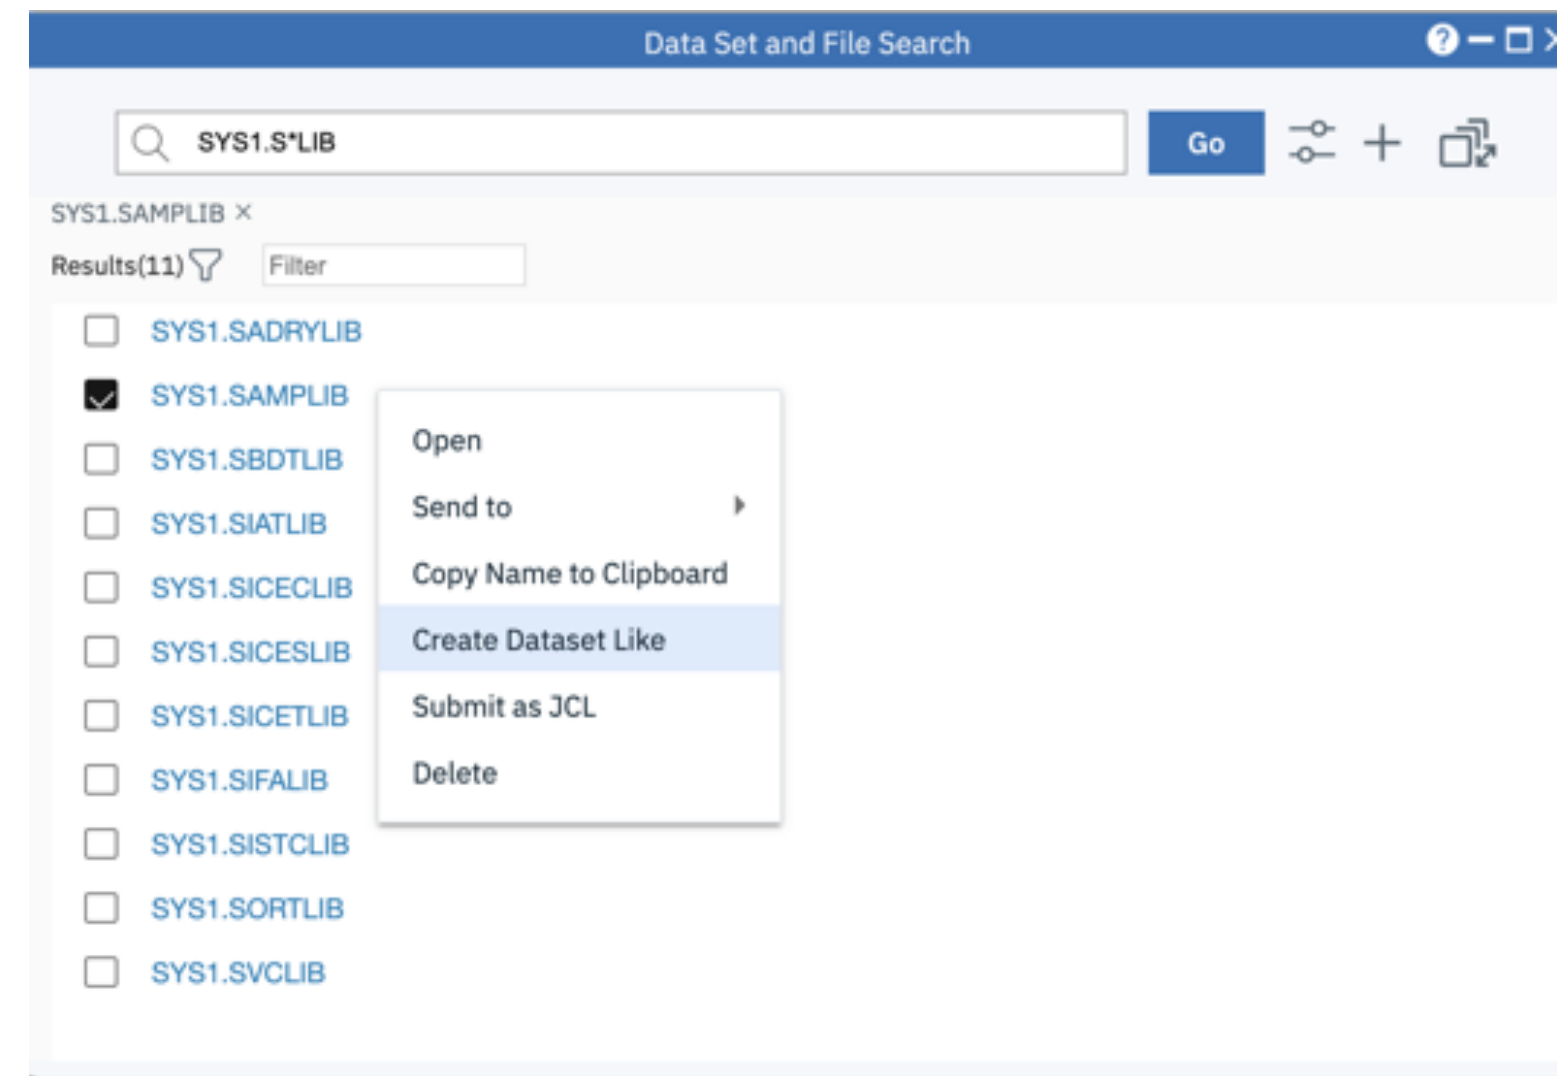 Data Set and File Search
SYS1.S*LIB
Go
SYS1.SAMPLIB ×
Results(11) Filter
SYS1.SADRYLIB
SYS1.SAMPLIB
SYS1.SBDTLIB
SYS1.SIATLIB
SYS1.SICECLIB
SYS1.SICESLIB
SYS1.SICETLIB
SYS1.SIFALIB
SYS1.SISTCLIB
SYS1.SORTLIB
SYS1.SVCLIB
Open
Send to
Copy Name to Clipboard
Create Dataset Like
Submit as JCL
Delete